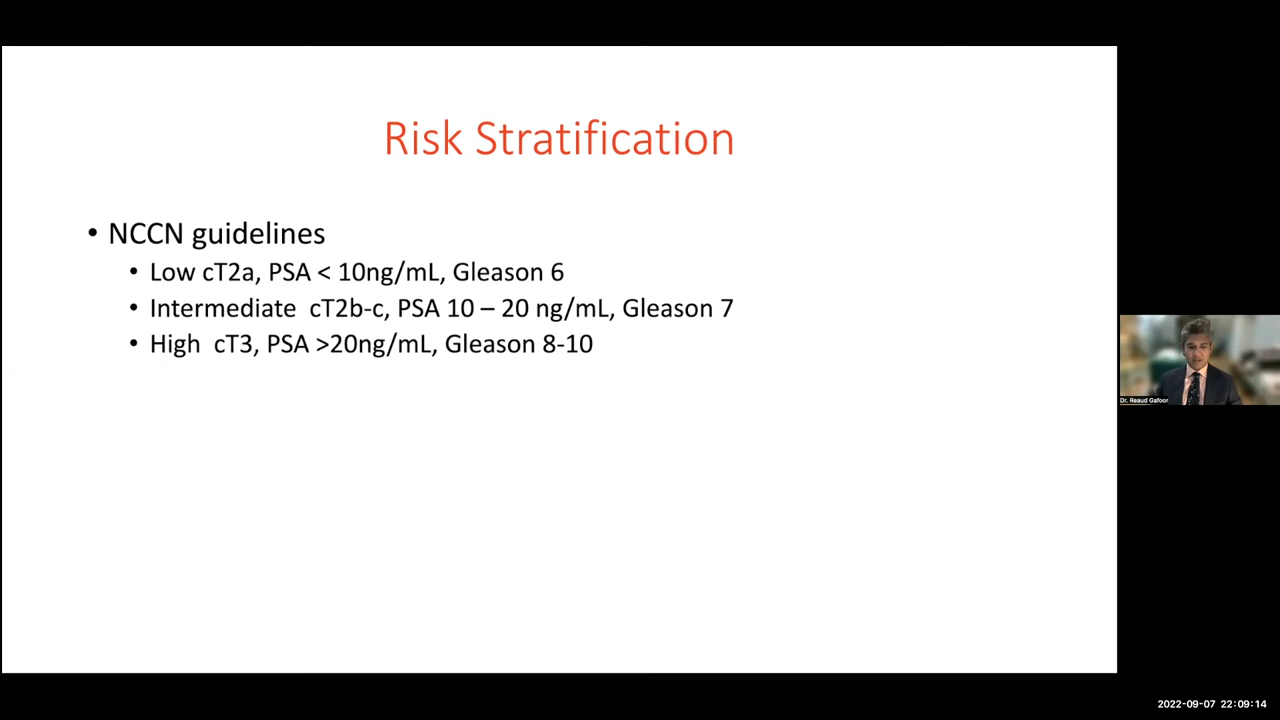 Risk Stratification
• NCCN guidelines
• Low cT2a, PSA < 10ng/mL, Gleason 6
• Intermediate  cT2b-c, PSA 10 – 20 ng/mL, Gleason 7
• High  cT3, PSA >20ng/mL, Gleason 8-10
Dr. Reaud Gafoor
2022-09-07 22:09:14